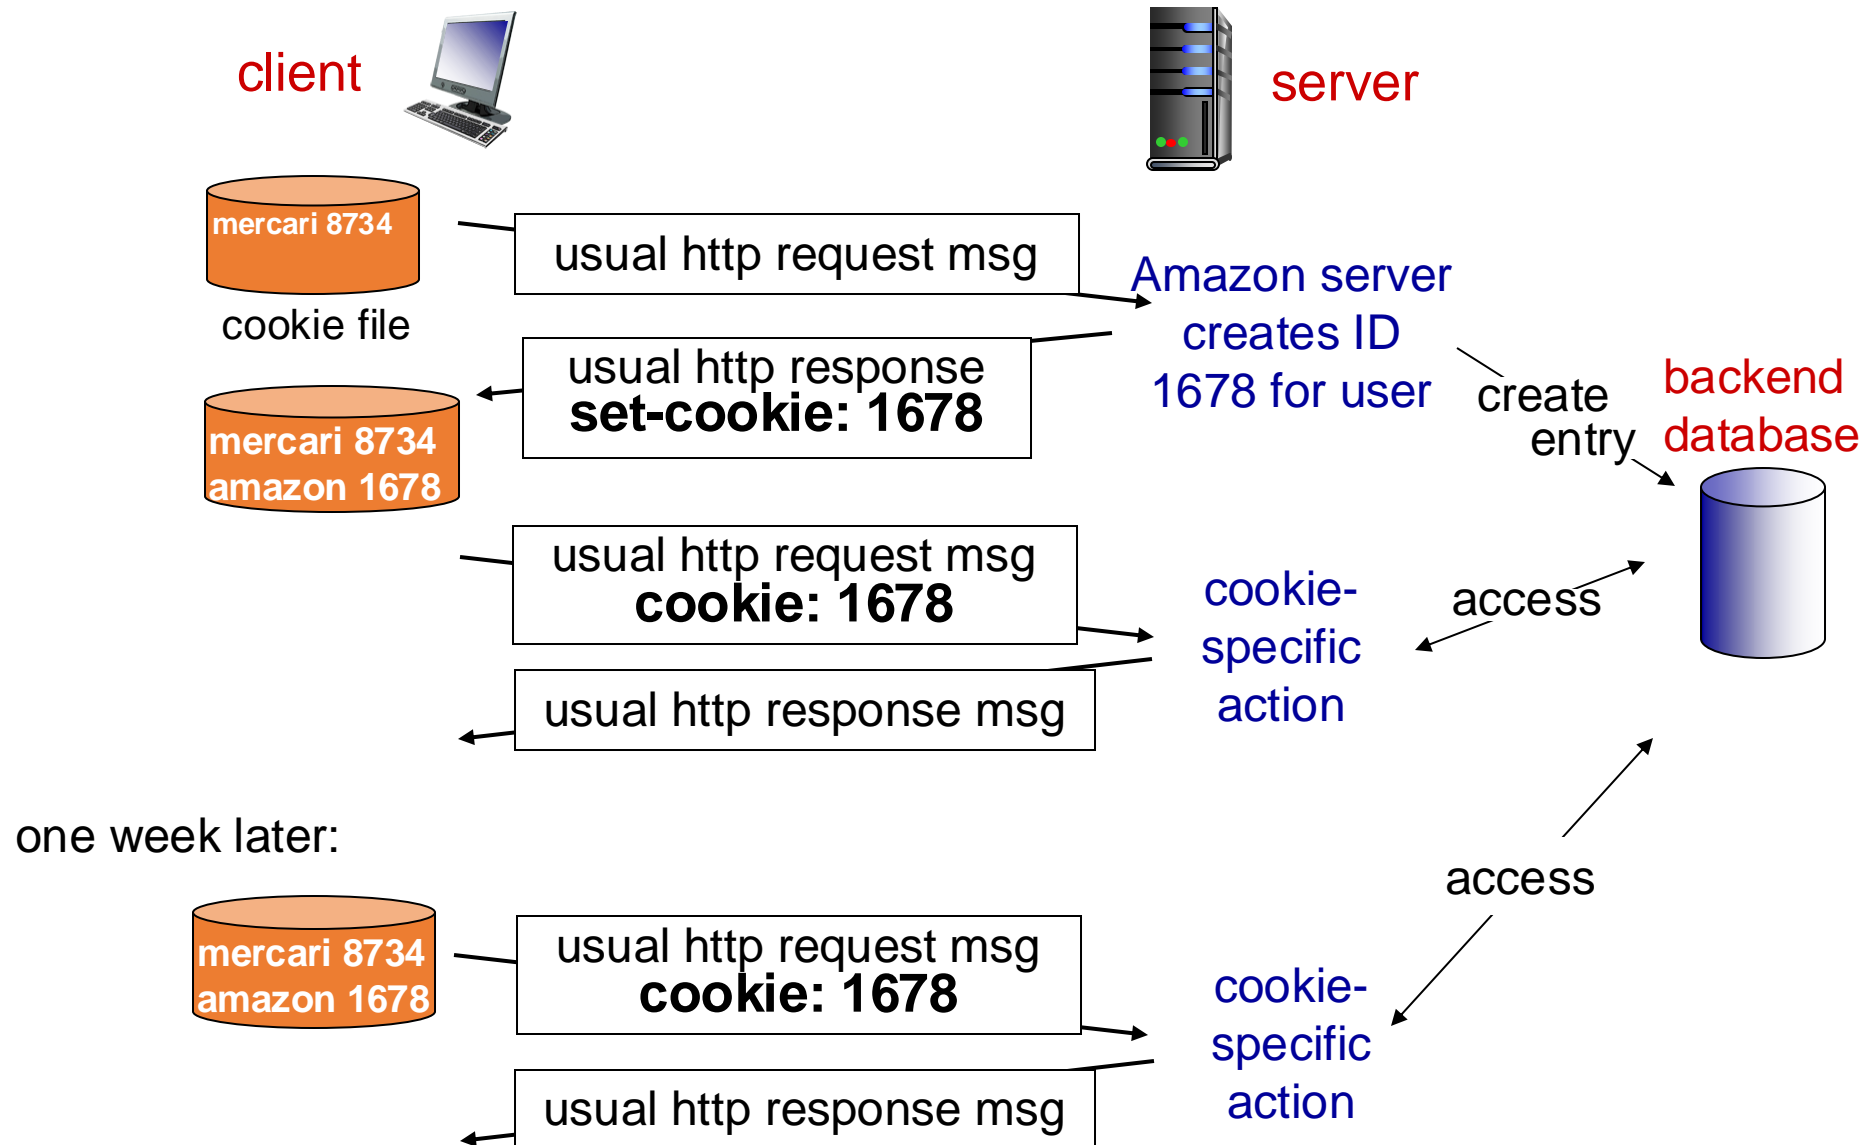 client
server
mercari 8734
cookie file
usual http request msg
Amazon server
creates ID
1678 for user
usual http response
set-cookie: 1678
create
entry
backend
database
mercari 8734
amazon 1678
usual http request msg
cookie: 1678
cookie-
specific
action
access
usual http response msg
one week later:
access
mercari 8734
amazon 1678
usual http request msg
cookie: 1678
cookie-
specific
action
usual http response msg